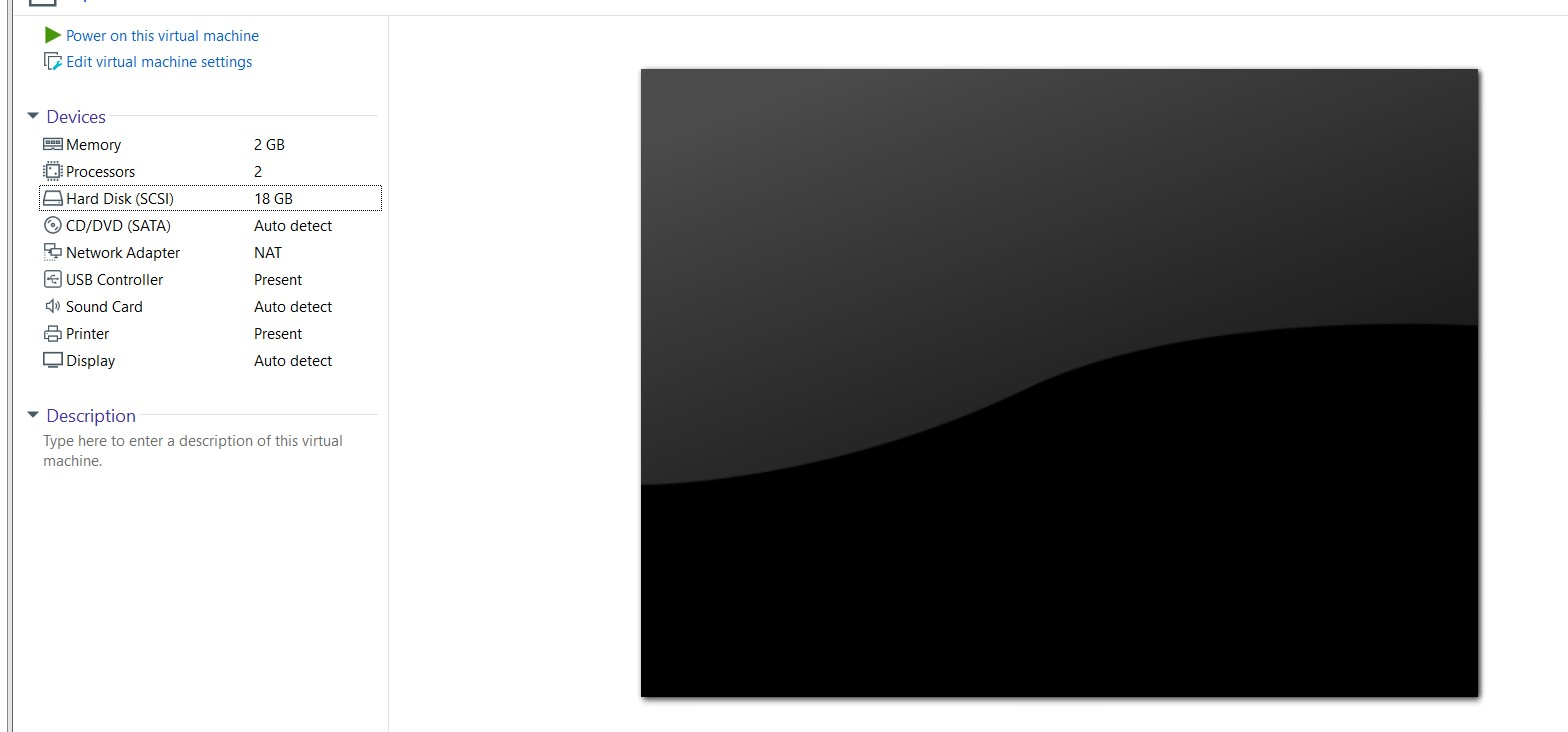 Power on this virtual machine
Edit virtual machine settings
Devices
Memory 2 GB
Processors 2
Hard Disk (SCSI) 18 GB
CD/DVD (SATA) Auto detect
Network Adapter NAT
USB Controller Present
Sound Card Auto detect
Printer Present
Display Auto detect
Description
Type here to enter a description of this virtual
machine.